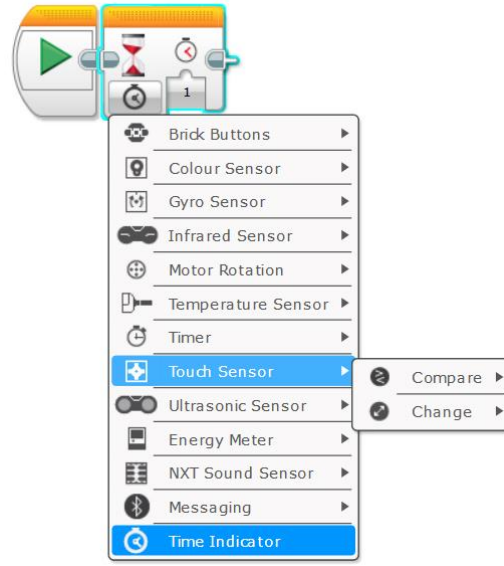 1
Brick Buttons
Colour Sensor
Gyro Sensor
Infrared Sensor
Motor Rotation
Temperature Sensor
Timer
Touch Sensor
Compare
Ultrasonic Sensor
Change
Energy Meter
NXT Sound Sensor
Messaging
Time Indicator